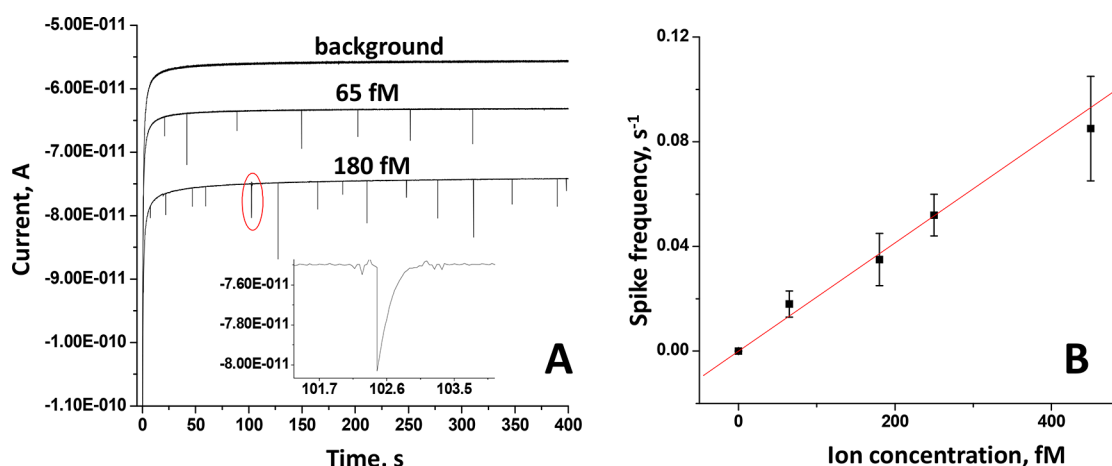 -5.00E-011
-6.00E-011
-7.00E-011
-8.00E-011
-9.00E-011
-1.00E-010
-1.10E-010
Current, A
background
65 fM
180 fM
-7.60E-011
-7.80E-011
-8.00E-011
101.7 102.6 103.5
A
0 50 100 150 200 250 300 350 400
Time, s
0.12
0.08
0.04
0.00
Spike frequency, s-1
B
0 200 400
Ion concentration, fM